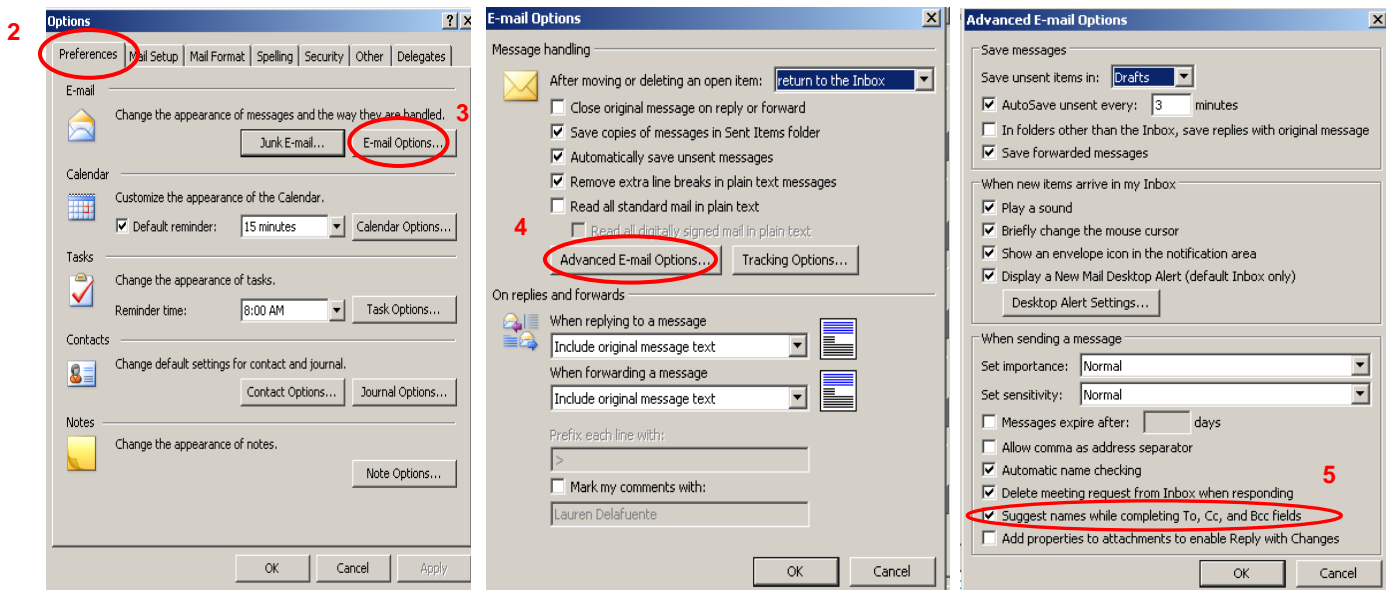 2
Options
Preferences Mail Setup Mail Format Spelling Security Other Delegates
E-mail
Change the appearance of messages and the way they are handled.
3
Junk E-mail... E-mail Options...
Calendar
Customize the appearance of the Calendar.
Default reminder: 15 minutes Calendar Options...
Tasks
Change the appearance of tasks.
Reminder time: 8:00 AM Task Options...
Contacts
Change default settings for contact and journal.
Contact Options... Journal Options...
Notes
Change the appearance of notes.
Note Options...
OK Cancel Apply
E-mail Options
Message handling
After moving or deleting an open item: return to the Inbox
Close original message on reply or forward
Save copies of messages in Sent Items folder
Automatically save unsent messages
Remove extra line breaks in plain text messages
Read all standard mail in plain text
4
Read all digitally signed mail in plain text
Advanced E-mail Options... Tracking Options...
On replies and forwards
When replying to a message
Include original message text
When forwarding a message
Include original message text
Prefix each line with:
>
Mark my comments with:
Lauren Delafuente
OK Cancel
Advanced E-mail Options
Save messages
Save unsent items in: Drafts
AutoSave unsent every: 3 minutes
In folders other than the Inbox, save replies with original message
Save forwarded messages
When new items arrive in my Inbox
Play a sound
Briefly change the mouse cursor
Show an envelope icon in the notification area
Display a New Mail Desktop Alert (default Inbox only)
Desktop Alert Settings...
When sending a message
Set importance: Normal
Set sensitivity: Normal
Messages expire after: days
Allow comma as address separator
Automatic name checking
5
Delete meeting request from Inbox when responding
Suggest names while completing To, Cc, and Bcc fields
Add properties to attachments to enable Reply with Changes
OK Cancel